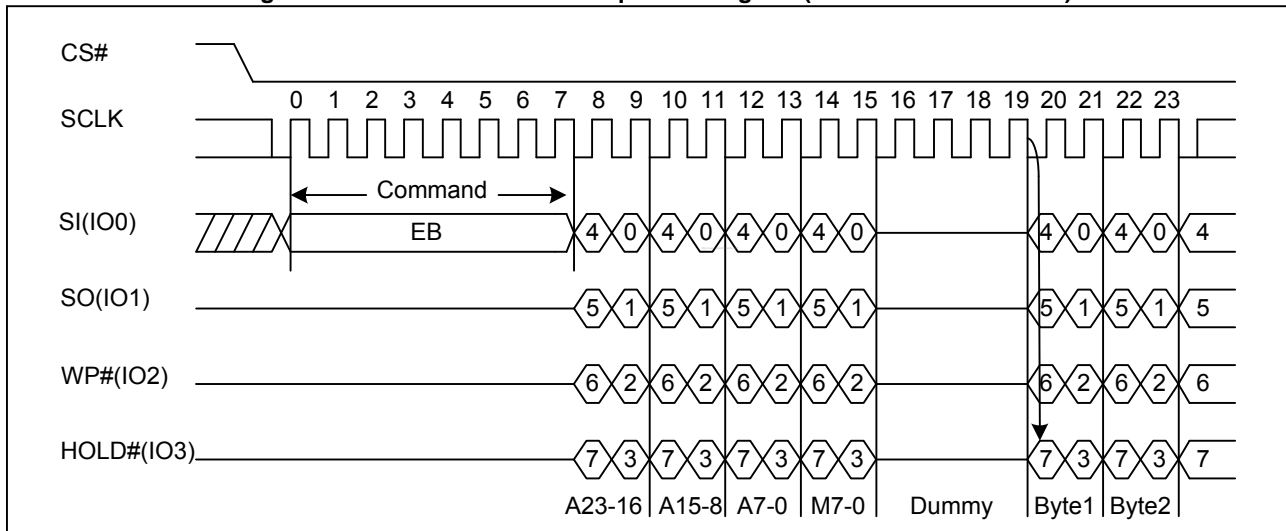 CS#
0 1 2 3 4 5 6 7 8 9 10 11 12 13 14 15 16 17 18 19 20 21 22 23
SCLK
Command
SI(IO0)
EB
4 0 4 0 4 0 4 0 4 0 4 0 4
SO(IO1)
5 1 5 1 5 1 5 1 5 1 5 1 5
WP#(IO2)
6 2 6 2 6 2 6 2 6 2 6 2 6
HOLD#(IO3)
7 3 7 3 7 3 7 3 7 3 7 3 7
A23-16 A15-8 A7-0 M7-0 Dummy Byte1 Byte2